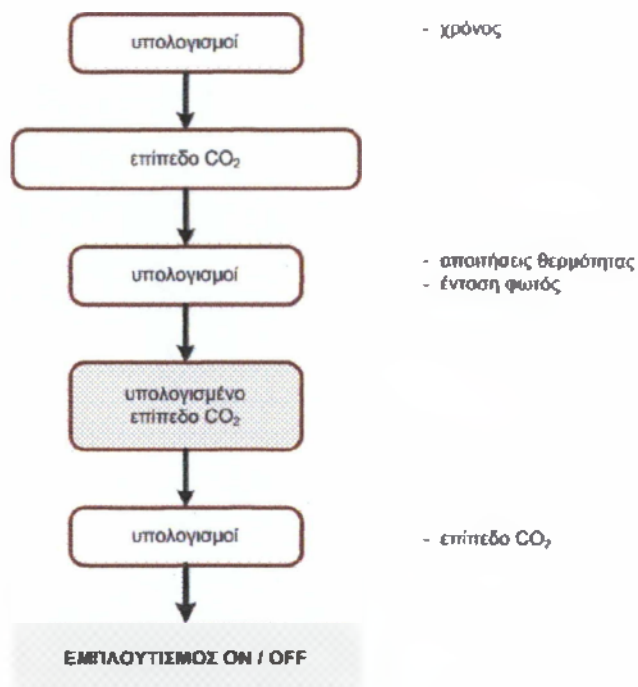 υπολογισμοί
- χρόνος
επίπεδο CO₂
υπολογισμοί
- απαιτήσεις θερμότητας
- ένταση φωτός
υπολογισμένο
επίπεδο CO₂
υπολογισμοί
- επίπεδο CO₂
ΕΜΠΛΟΥΤΙΣΜΟΣ ON / OFF